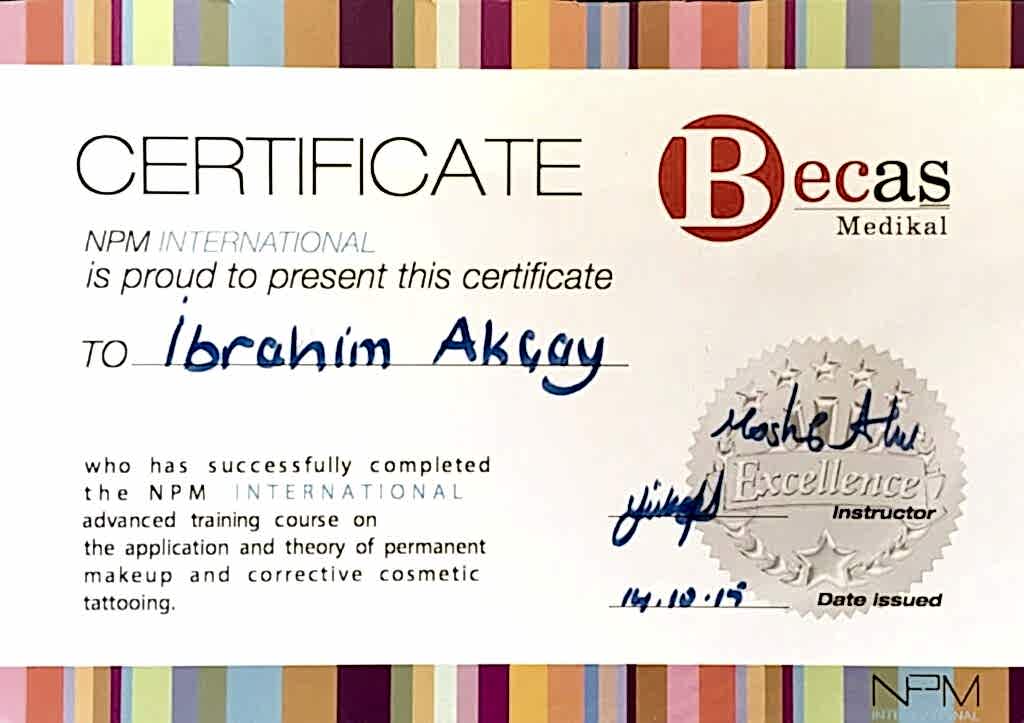 CERTIFICATE
Becas
Medikal
NPM INTERNATIONAL
is proud to present this certificate
TO İbrahim Akçay
who has successfully completed
the NPM INTERNATIONAL
advanced training course on
the application and theory of permanent
makeup and corrective cosmetic
tattooing.
Excellence
Instructor
Date issued
NPM
INTERNATIONAL